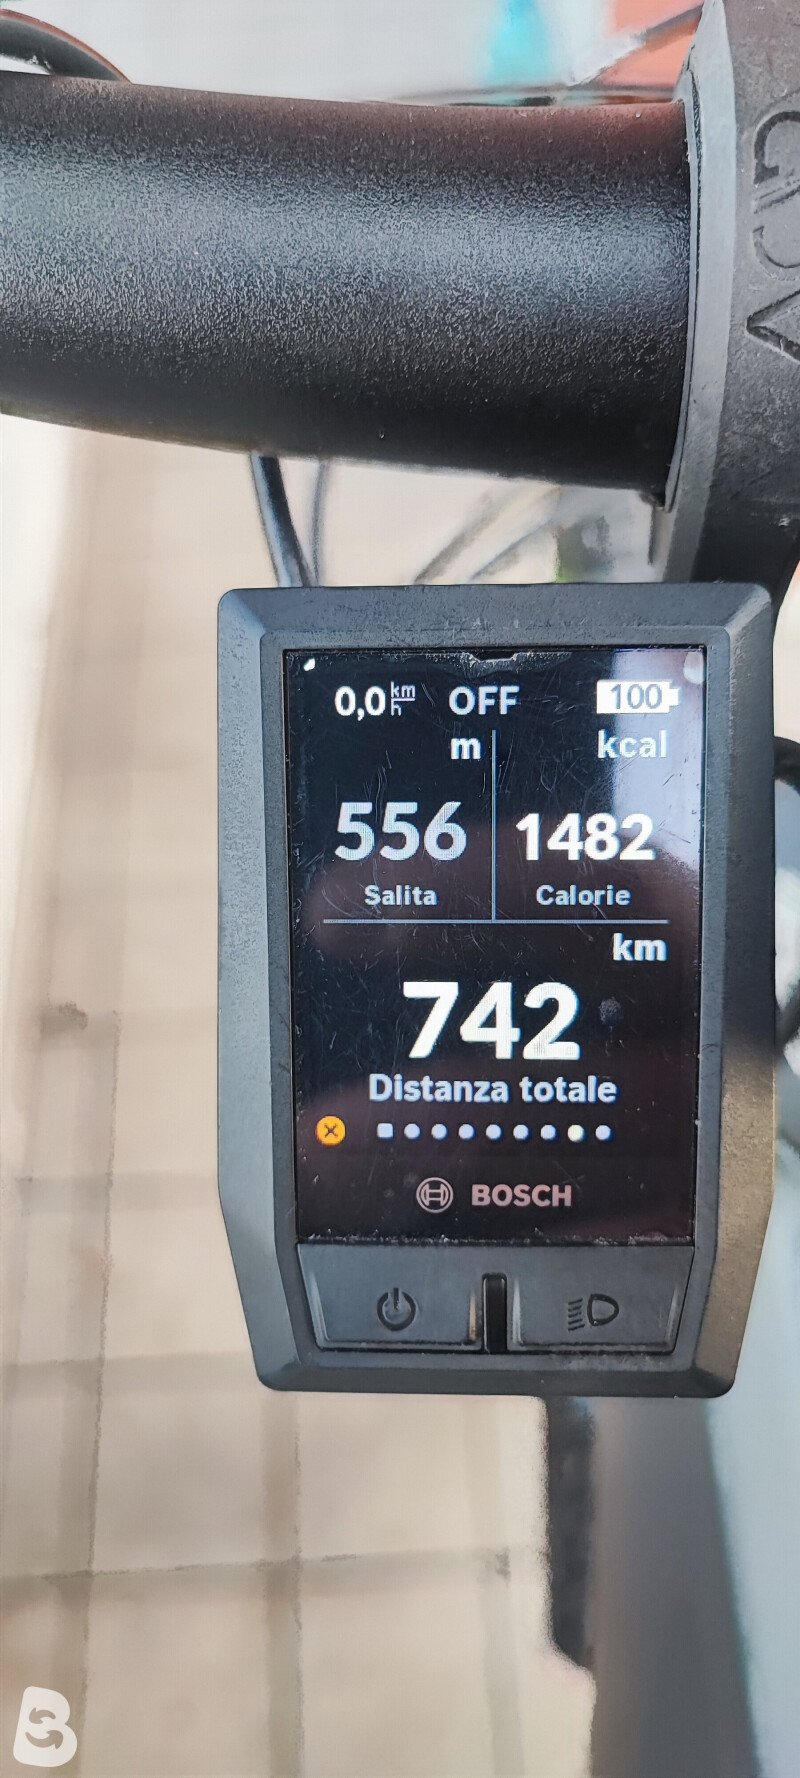 0,0 km/h OFF 100
m kcal
556 1482
Salita Calorie
km
742
Distanza totale
BOSCH